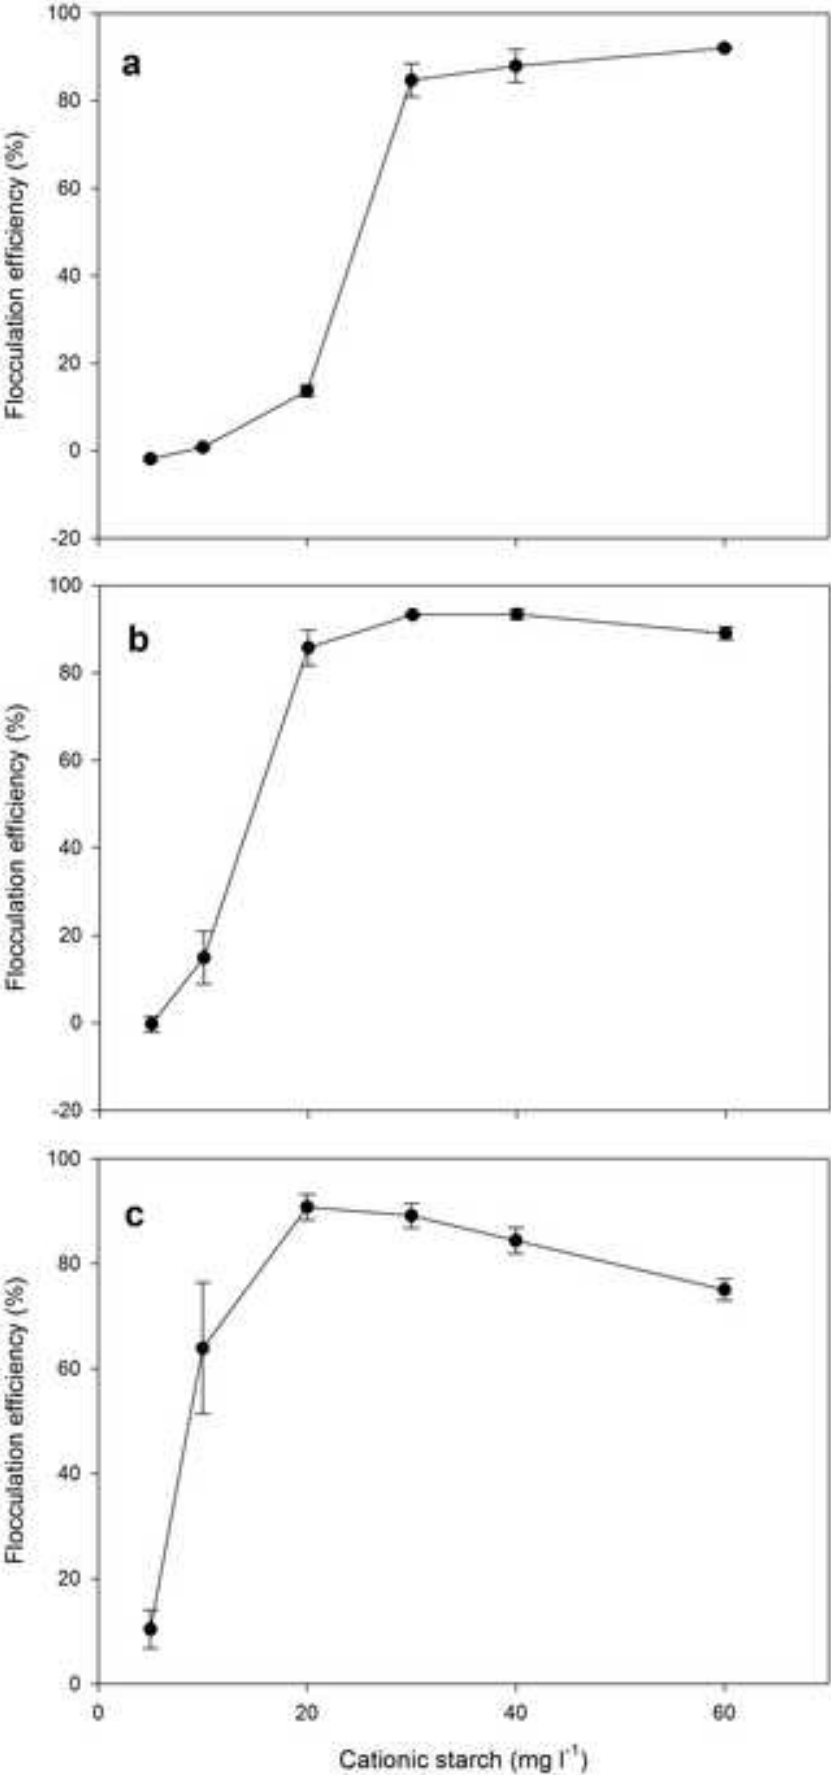 100
a
80
60
40
20
0
-20
Flocculation efficiency (%)
100
b
80
60
40
20
0
-20
Flocculation efficiency (%)
100
c
80
60
40
20
0
Flocculation efficiency (%)
0 20 40 60
Cationic starch (mg l⁻¹)